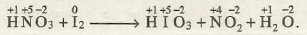 +1 +5 -2 0 +1 +5 -2 +4 -2 +1 -2
HNO₃+I₂ ⟶ HIO₃+NO₂+H₂O.